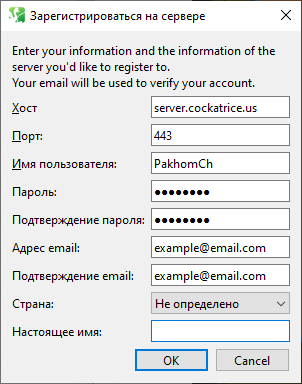 Зарегистрироваться на сервере
Enter your information and the information of the
server you'd like to register to.
Your email will be used to verify your account.
Хост
server.cockatrice.us
Порт:
443
Имя пользователя:
PakhomCh
Пароль:
●●●●●●●●
Подтверждение пароля:
●●●●●●●●
Адрес email:
example@email.com
Подтверждение email:
example@email.com
Страна:
Не определено
Настоящее имя:
OK
Cancel